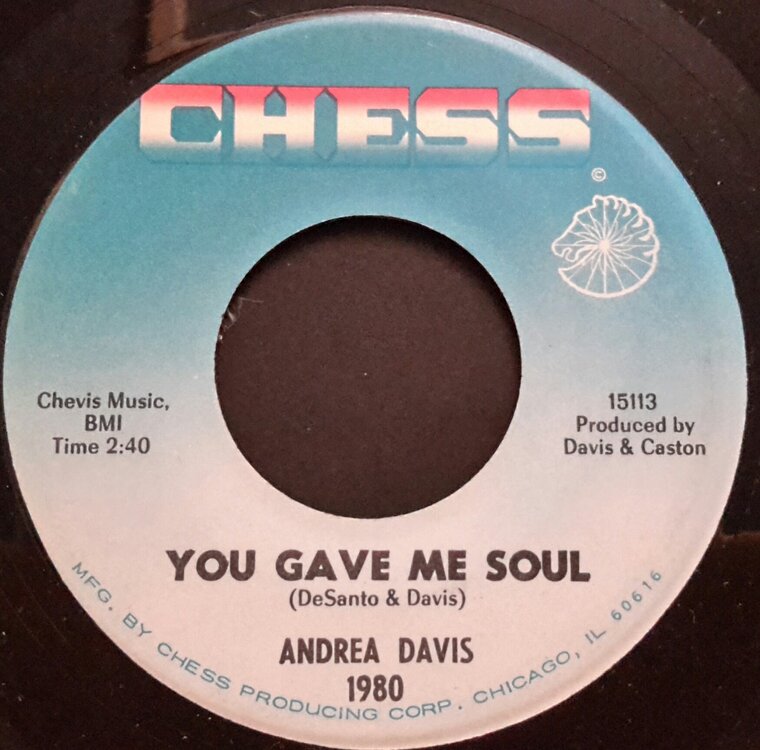 CHESS
©
Chevis Music,
BMI
Time 2:40
15113
Produced by
Davis & Caston
YOU GAVE ME SOUL
(DeSanto & Davis)
ANDREA DAVIS
1980
MFG. BY CHESS PRODUCING CORP. CHICAGO, IL 60616